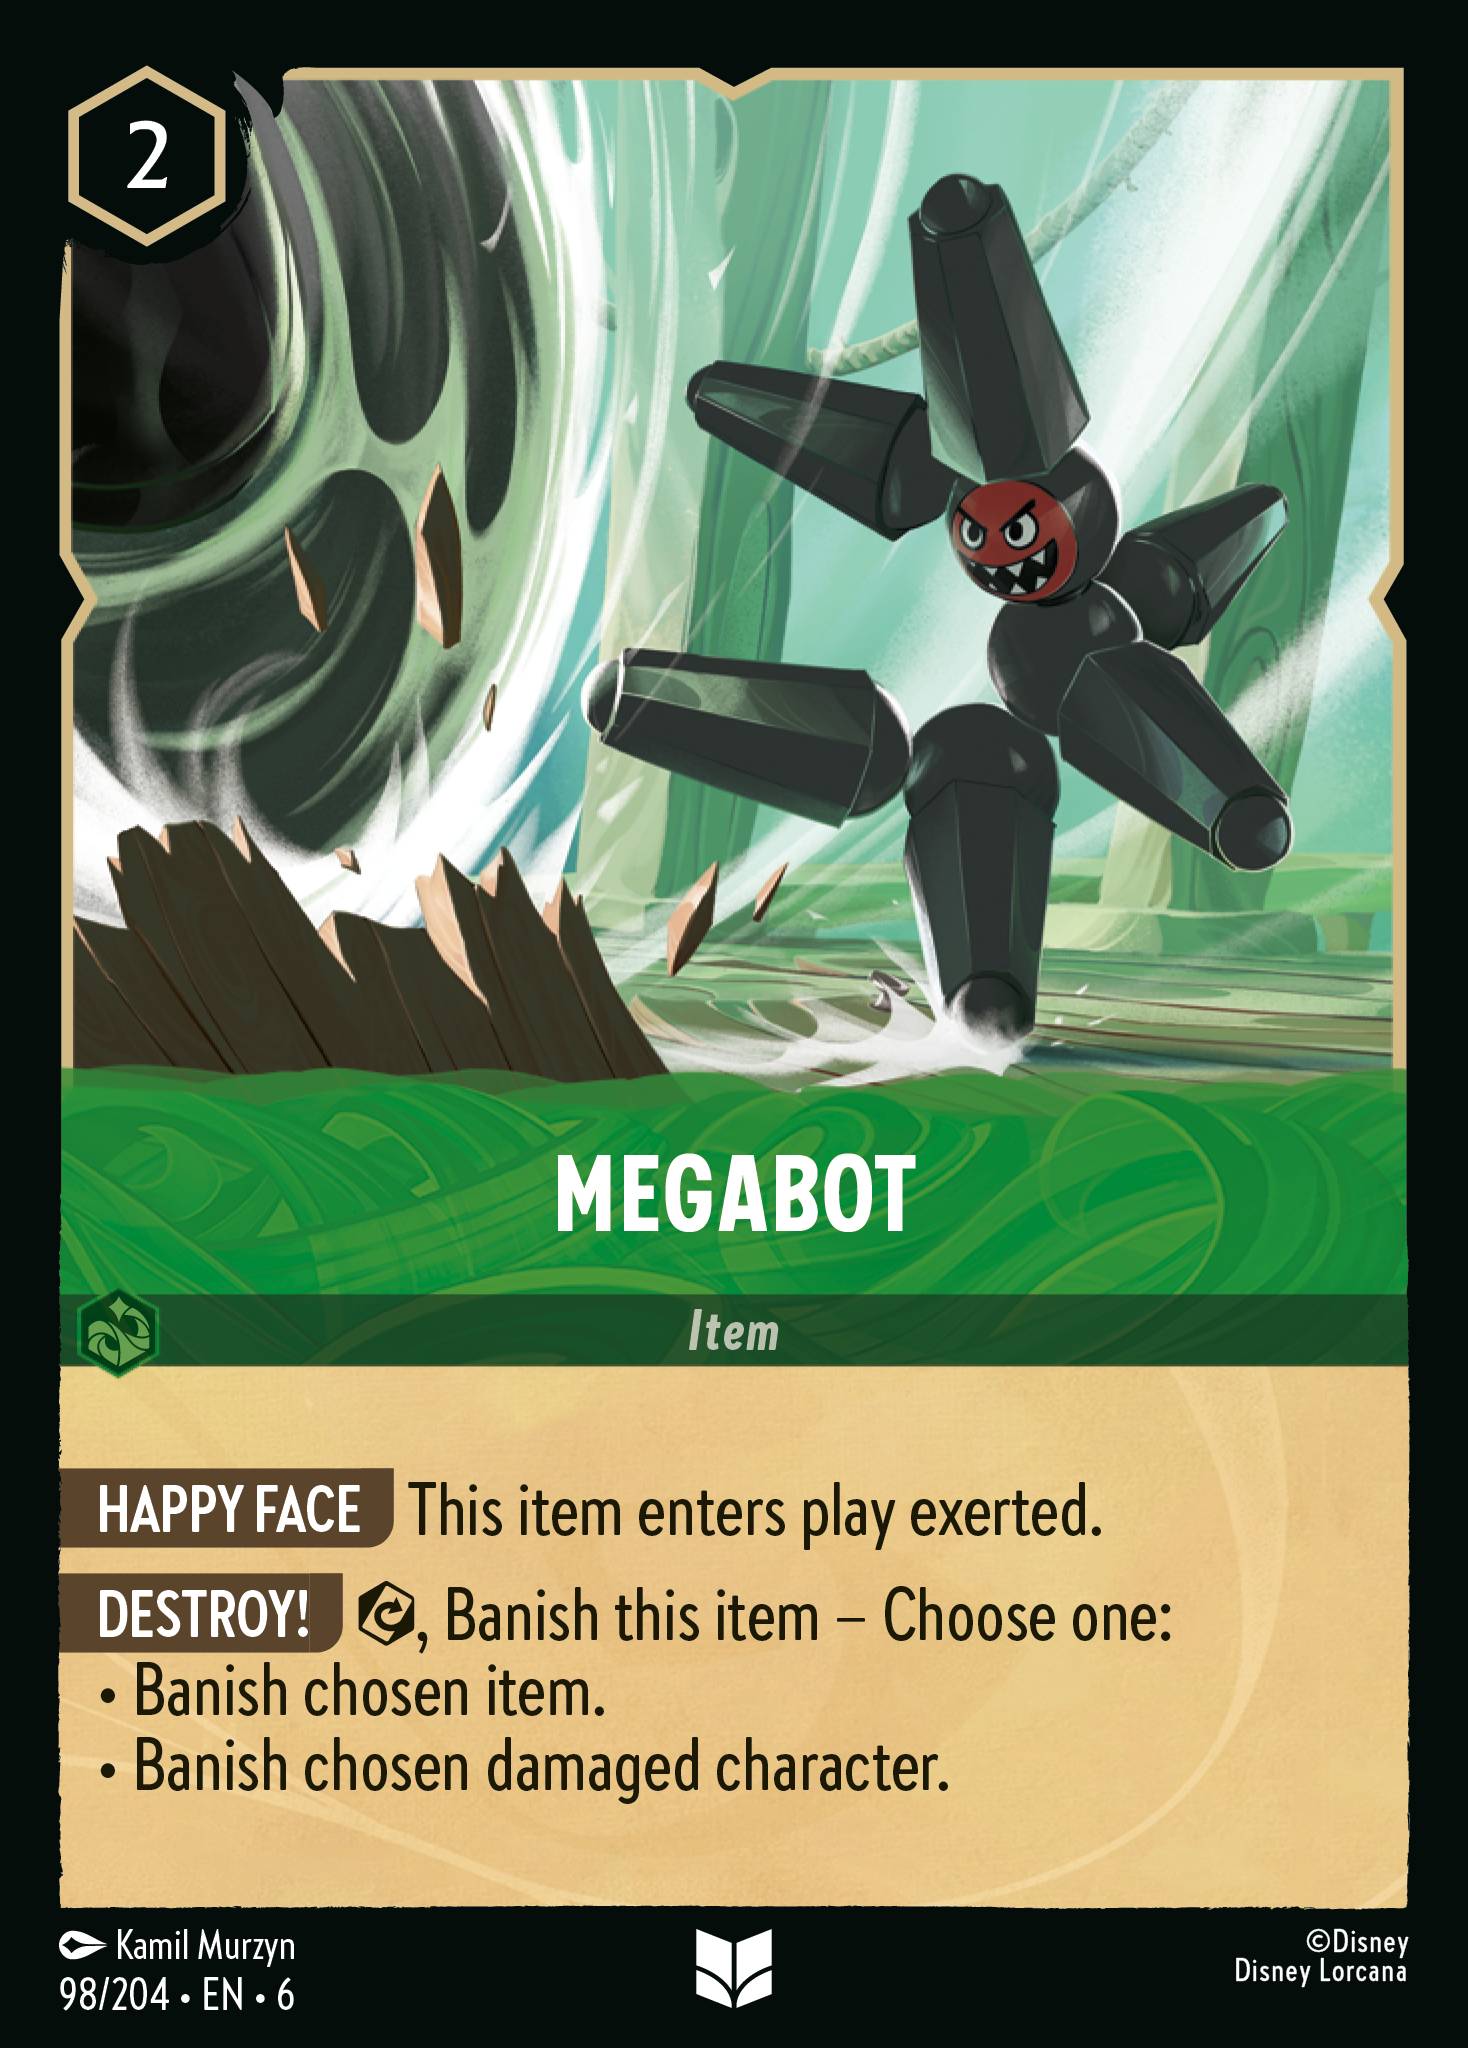 2
MEGABOT
Item
HAPPY FACE This item enters play exerted.
DESTROY! , Banish this item – Choose one:
• Banish chosen item.
• Banish chosen damaged character.
Kamil Murzyn
98/204 • EN • 6
©Disney
Disney Lorcana